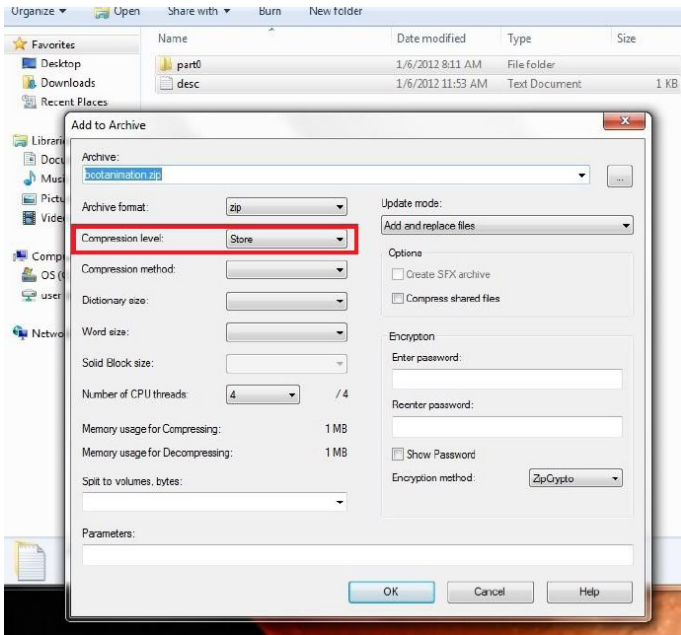 Organize Open Share with Burn New folder
Favorites
Desktop
Downloads
Recent Places
Name Date modified Type Size
part0 1/6/2012 8:11 AM File folder
desc 1/6/2012 11:53 AM Text Document 1 KB
Librari
Docu
Musi
Pictu
Vide
Compu
OS (
user
Netwo
Add to Archive
Archive:
bootanimation.zip
...
Archive format: zip
Compression level: Store
Compression method:
Dictionary size:
Word size:
Solid Block size:
Number of CPU threads: 4 / 4
Memory usage for Compressing: 1 MB
Memory usage for Decompressing: 1 MB
Split to volumes, bytes:
Update mode:
Add and replace files
Options
Create SFX archive
Compress shared files
Encryption
Enter password:
Reenter password:
Show Password
Encryption method: ZipCrypto
Parameters:
OK Cancel Help